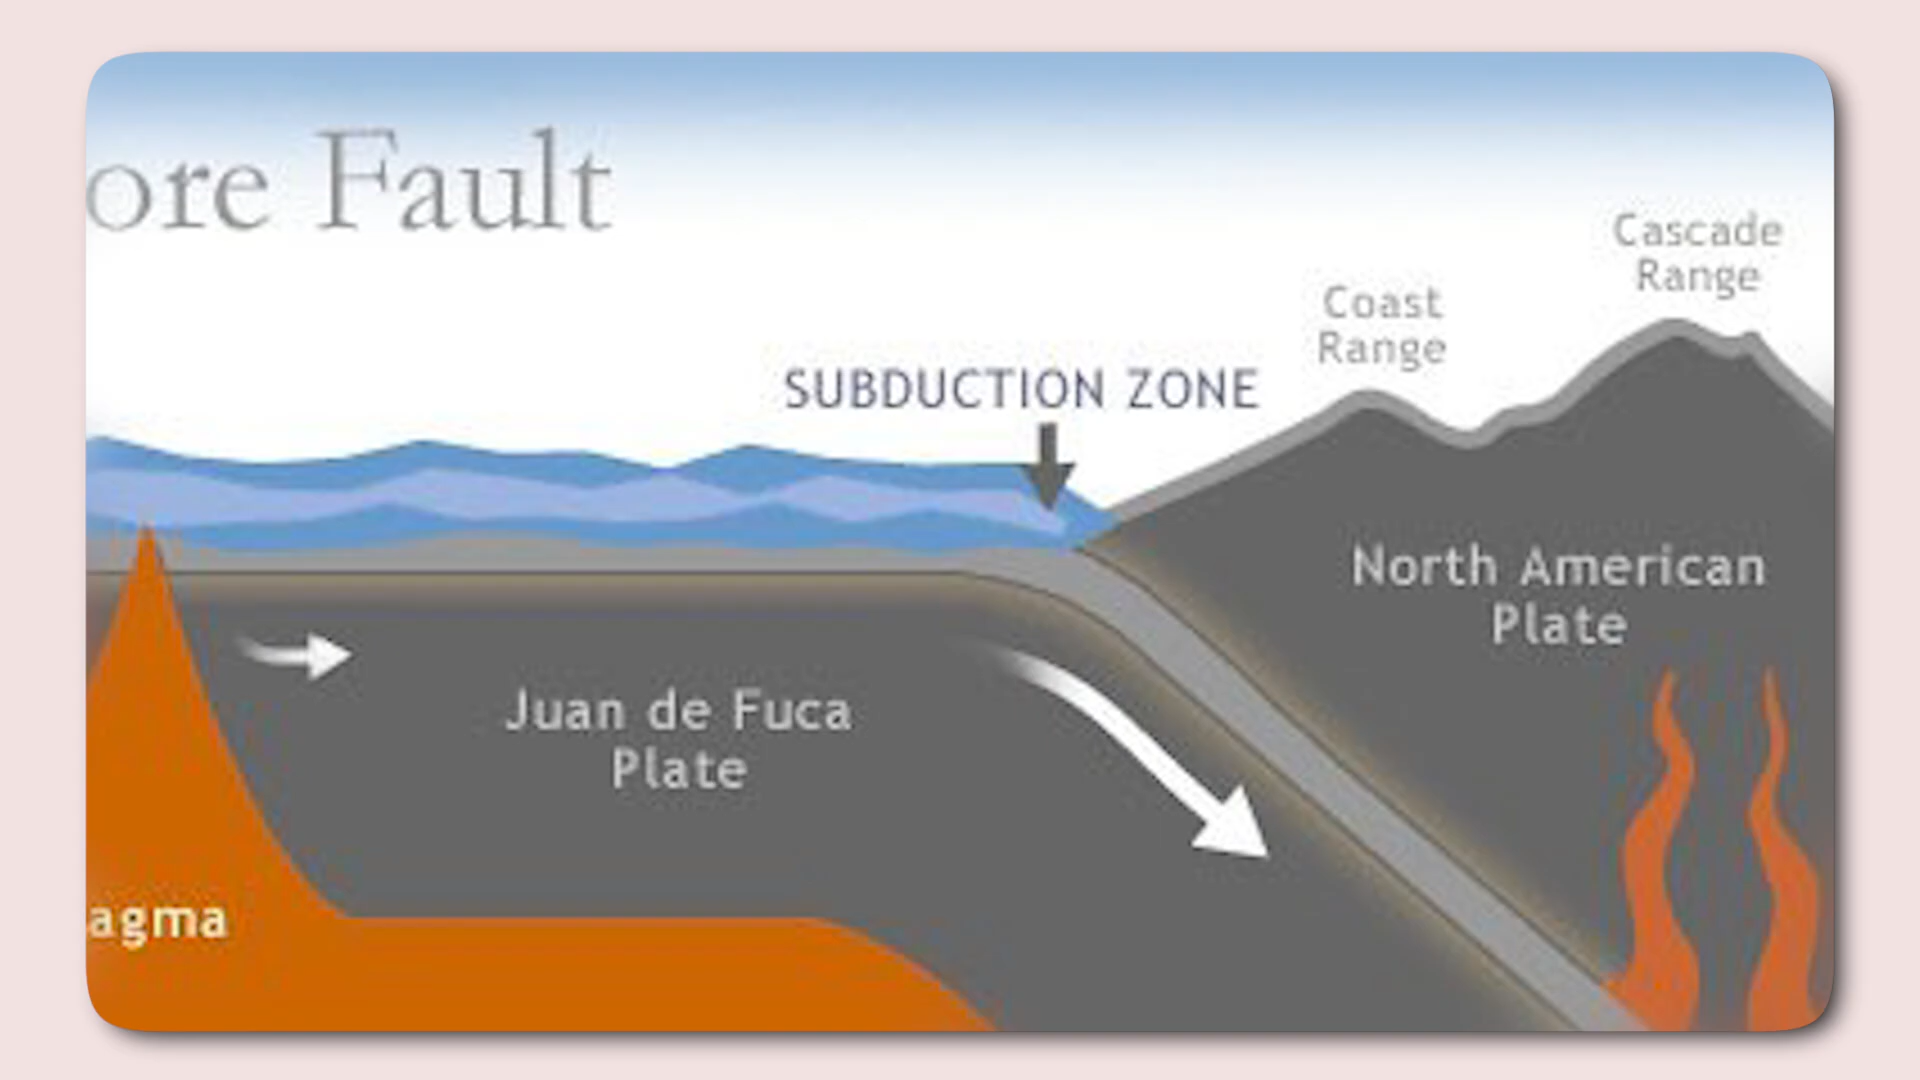 ore Fault
Cascade
Range
Coast
Range
SUBDUCTION ZONE
North American
Plate
Juan de Fuca
Plate
agma